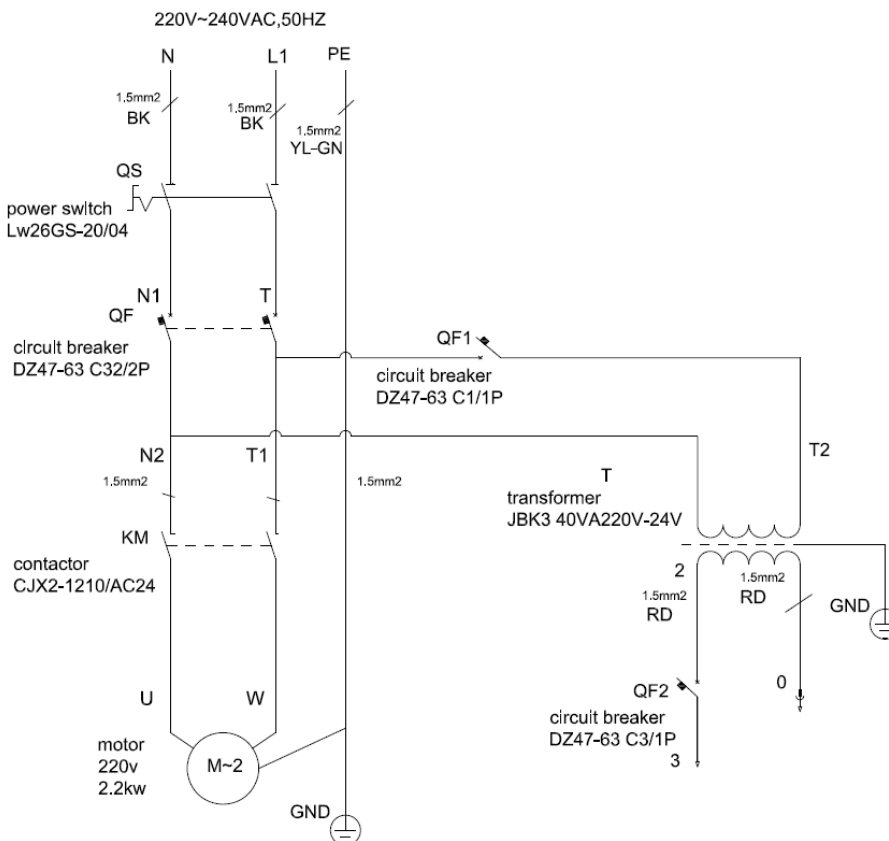 220V~240VAC,50HZ
N
L1
PE
1.5mm2
BK
1.5mm2
BK
1.5mm2
YL-GN
QS
power switch
Lw26GS-20/04
N1
T
QF
circuit breaker
DZ47-63 C32/2P
QF1
circuit breaker
DZ47-63 C1/1P
N2
T1
T2
1.5mm2
1.5mm2
T
transformer
JBK3 40VA220V-24V
KM
contactor
CJX2-1210/AC24
2
1.5mm2
RD
1.5mm2
RD
GND
U
W
QF2
0
circuit breaker
DZ47-63 C3/1P
3
motor
220v
2.2kw
M~2
GND